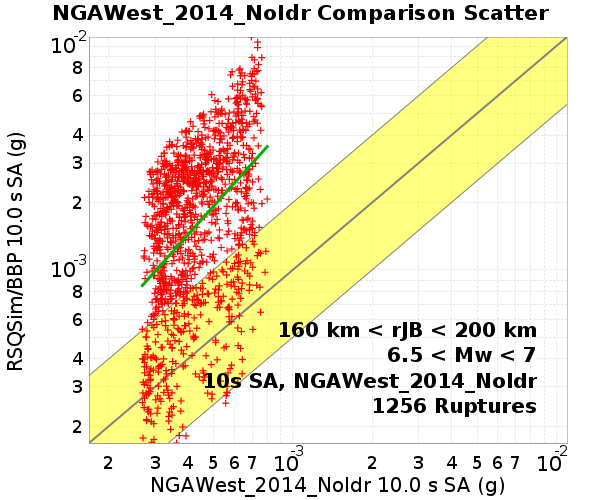 NGAWest_2014_NoIdr Comparison Scatter
RSQSim/BBP 10.0 s SA (g)
10-2
8
6
4
3
2
10-3
8
6
4
3
2
160 km < rJB < 200 km
6.5 < Mw < 7
10s SA, NGAWest_2014_NoIdr
1256 Ruptures
2 3 4 5 6 7 10-3 2 3 4 5 6 7 10-2
NGAWest_2014_NoIdr 10.0 s SA (g)